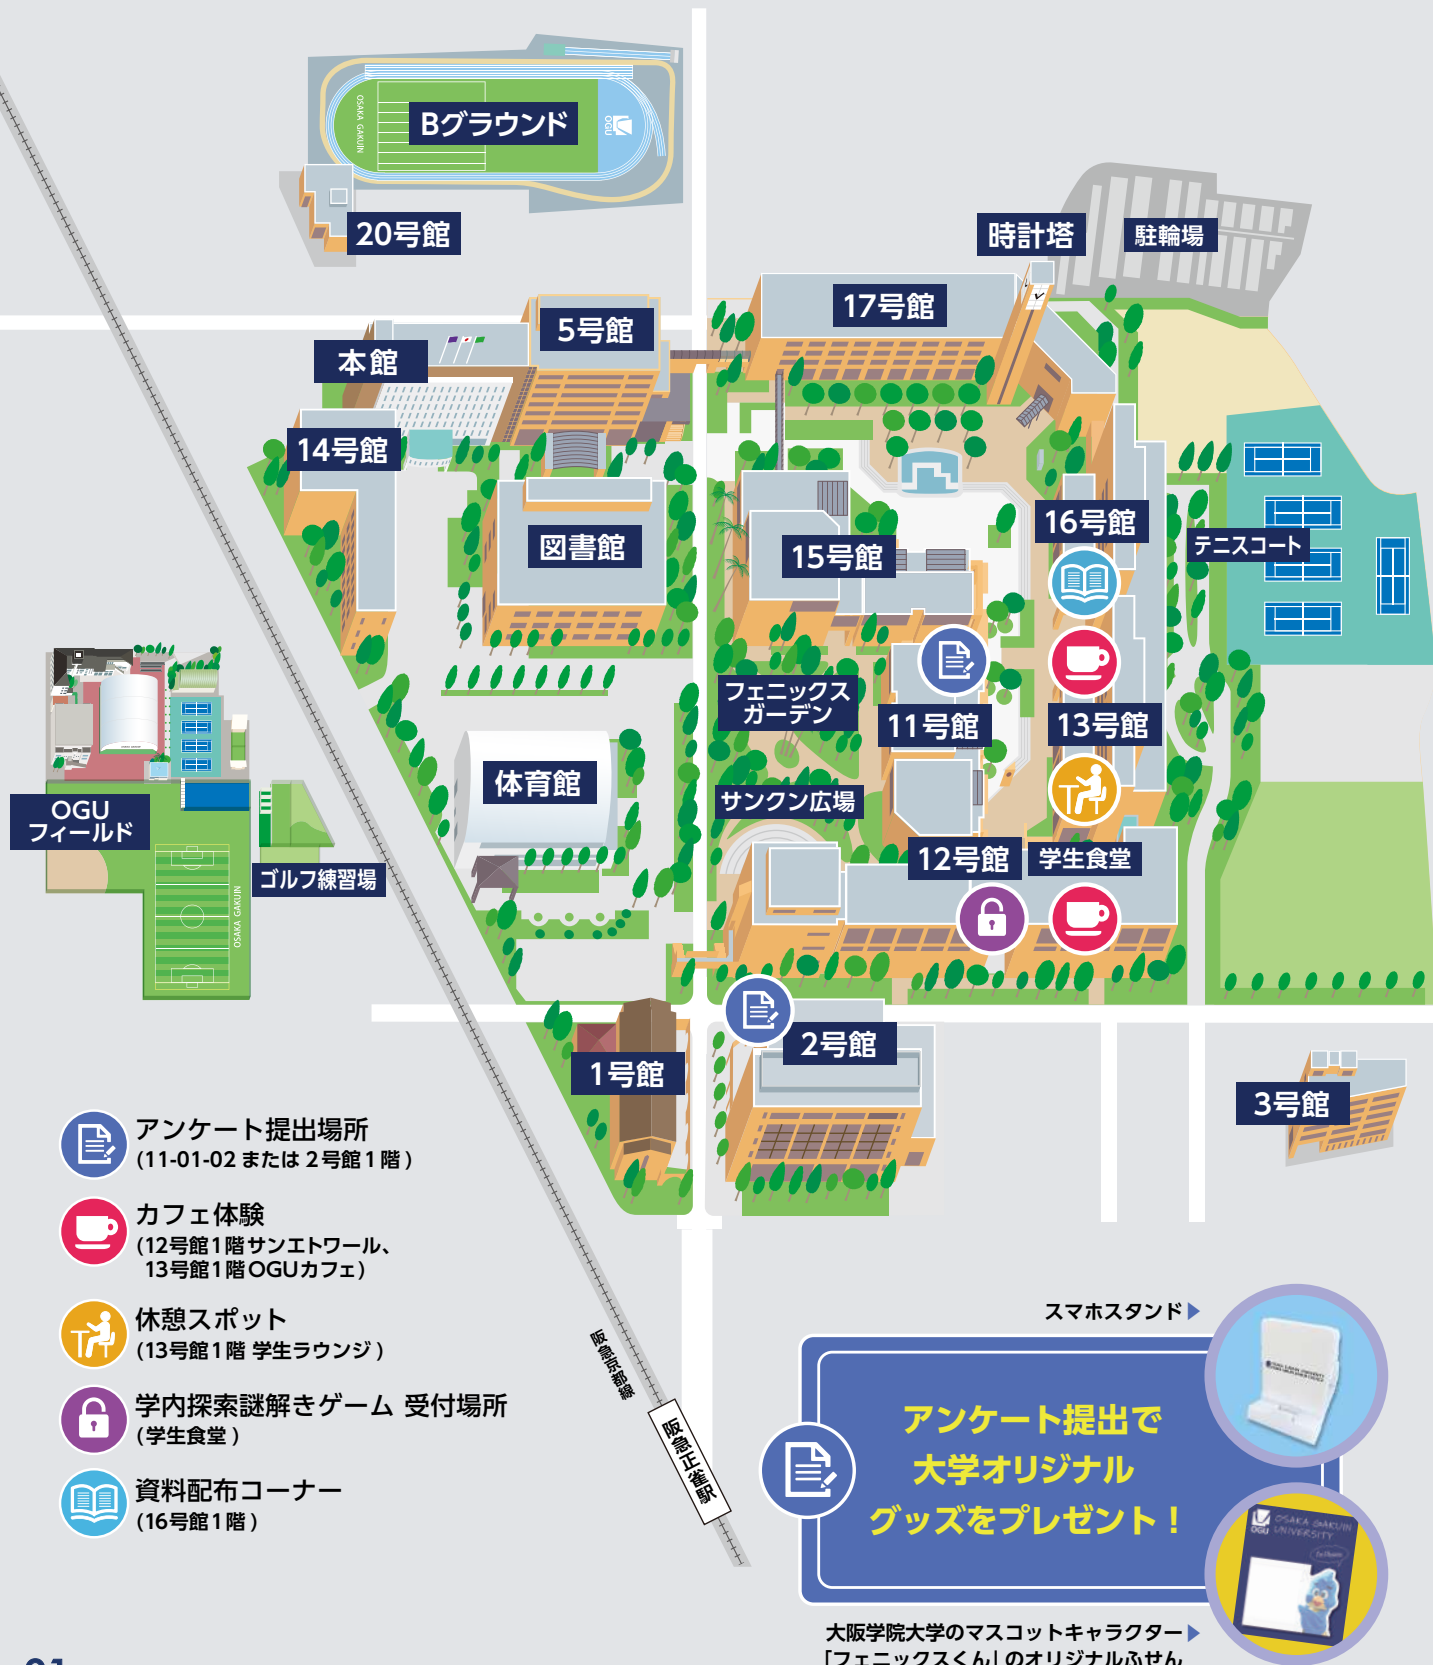 OSAKA GAKUIN
Bグラウンド
OGU
20号館
時計塔
駐輪場
17号館
5号館
本館
14号館
16号館
図書館
15号館
テニスコート
フェニックス
ガーデン
11号館
13号館
体育館
サンクン広場
OGU
フィールド
12号館
学生食堂
ゴルフ練習場
OSAKA GAKUIN
2号館
1号館
3号館
アンケート提出場所
(11-01-02 または 2号館1階)
カフェ体験
(12号館1階サンエトワール、
13号館1階OGUカフェ)
休憩スポット
(13号館1階 学生ラウンジ)
学内探索謎解きゲーム 受付場所
(学生食堂)
資料配布コーナー
(16号館1階)
阪急京都線
阪急正雀駅
スマホスタンド▶
アンケート提出で
大学オリジナル
グッズをプレゼント！
OGU
OSAKA GAKUIN
UNIVERSITY
大阪学院大学のマスコットキャラクター▶
「フェニックスくん」のオリジナルふせん